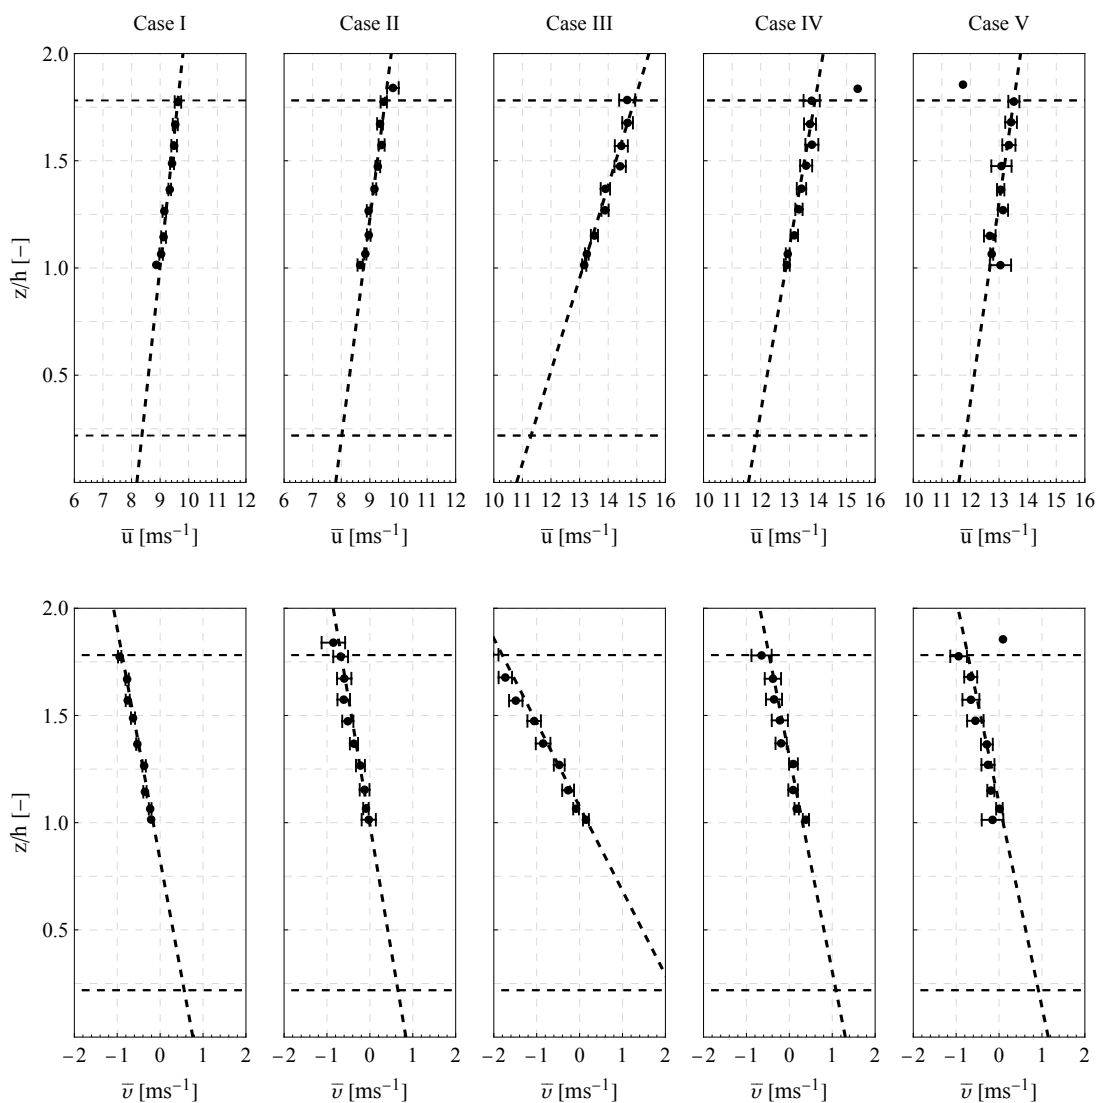 Case I Case II Case III Case IV Case V
2.0
1.5
1.0
0.5
z/h [−]
6 7 8 9 10 11 12 6 7 8 9 10 11 12 10 11 12 13 14 15 16 10 11 12 13 14 15 16 10 11 12 13 14 15 16
u̅ [ms⁻¹] u̅ [ms⁻¹] u̅ [ms⁻¹] u̅ [ms⁻¹] u̅ [ms⁻¹]
2.0
1.5
1.0
0.5
z/h [−]
−2 −1 0 1 2 −2 −1 0 1 2 −2 −1 0 1 2 −2 −1 0 1 2 −2 −1 0 1 2
v̅ [ms⁻¹] v̅ [ms⁻¹] v̅ [ms⁻¹] v̅ [ms⁻¹] v̅ [ms⁻¹]